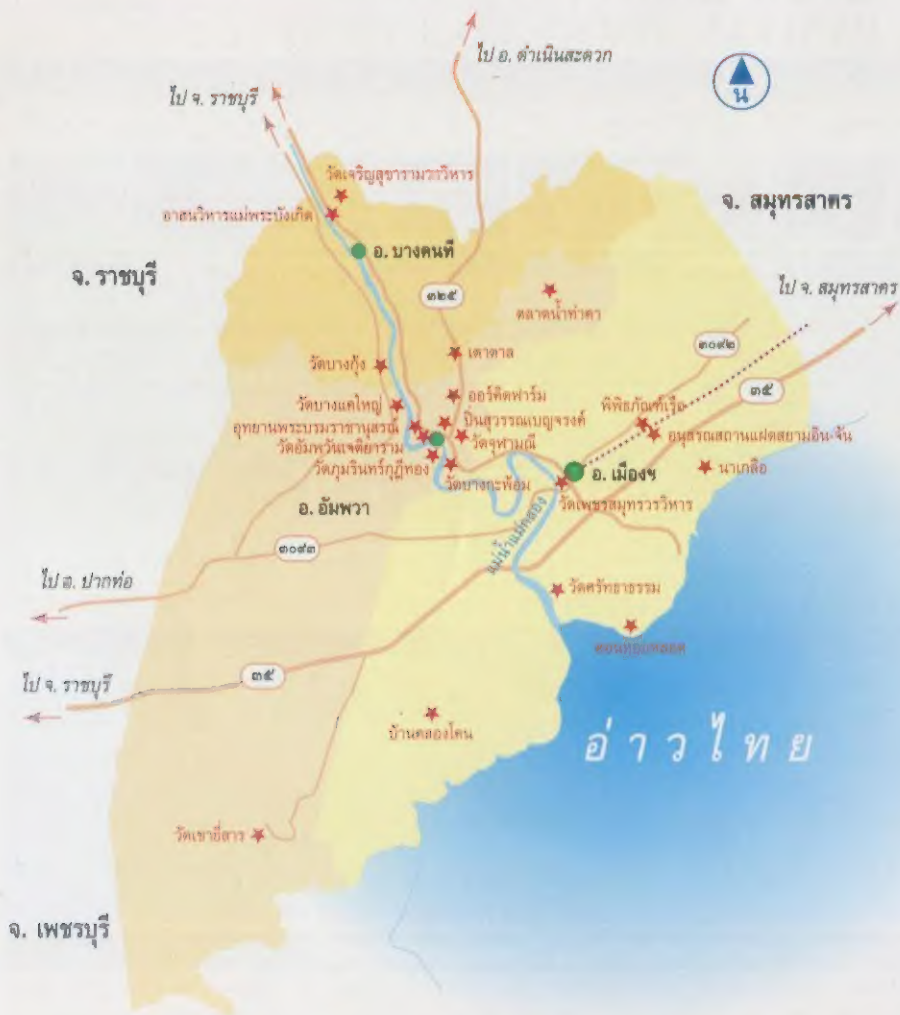 ไป อ. ดำเนินสะดวก
น
ไป จ. ราชบุรี
วัดเจริญสุขารามวรวิหาร
อาสนวิหารแม่พระบังเกิด
จ. สมุทรสาคร
อ. บางคนที
จ. ราชบุรี
ไป จ. สมุทรสาคร
๓๒๕
ตลาดน้ำท่าคา
๓๐๙๒
เตาตาล
วัดบางกุ้ง
๓๕
ออร์คิดฟาร์ม
วัดบางแคใหญ่
พิพิธภัณฑ์เรือ
ปิ่นสุวรรณเบญจรงค์
อุทยานพระบรมราชานุสรณ์
อนุสรณสถานแฝดสยามอิน-จัน
วัดจุฬามณี
วัดอัมพวันเจติยาราม
วัดภุมรินทร์กุฎีทอง
นาเกลือ
อ. เมืองฯ
วัดบางกะพ้อม
วัดเพชรสมุทรวรวิหาร
อ. อัมพวา
แม่น้ำแม่กลอง
๓๐๙๓
ไป อ. ปากท่อ
วัดศรัทธาธรรม
ดอนหอยหลอด
๓๕
ไป จ. ราชบุรี
บ้านคลองโคน
อ่าวไทย
วัดเขายี่สาร
จ. เพชรบุรี